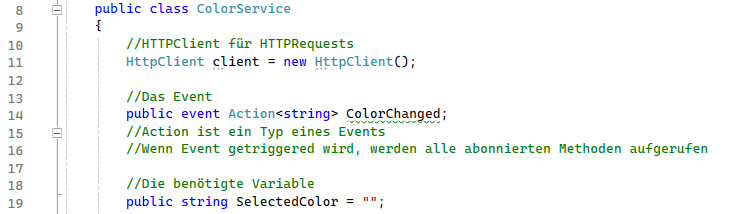 8 public class ColorService
9 {
10 //HTTPClient für HTTPRequests
11 HttpClient client = new HttpClient();
12
13 //Das Event
14 public event Action<string> ColorChanged;
15 //Action ist ein Typ eines Events
16 //Wenn Event getriggered wird, werden alle abonnierten Methoden aufgerufen
17
18 //Die benötigte Variable
19 public string SelectedColor = "";